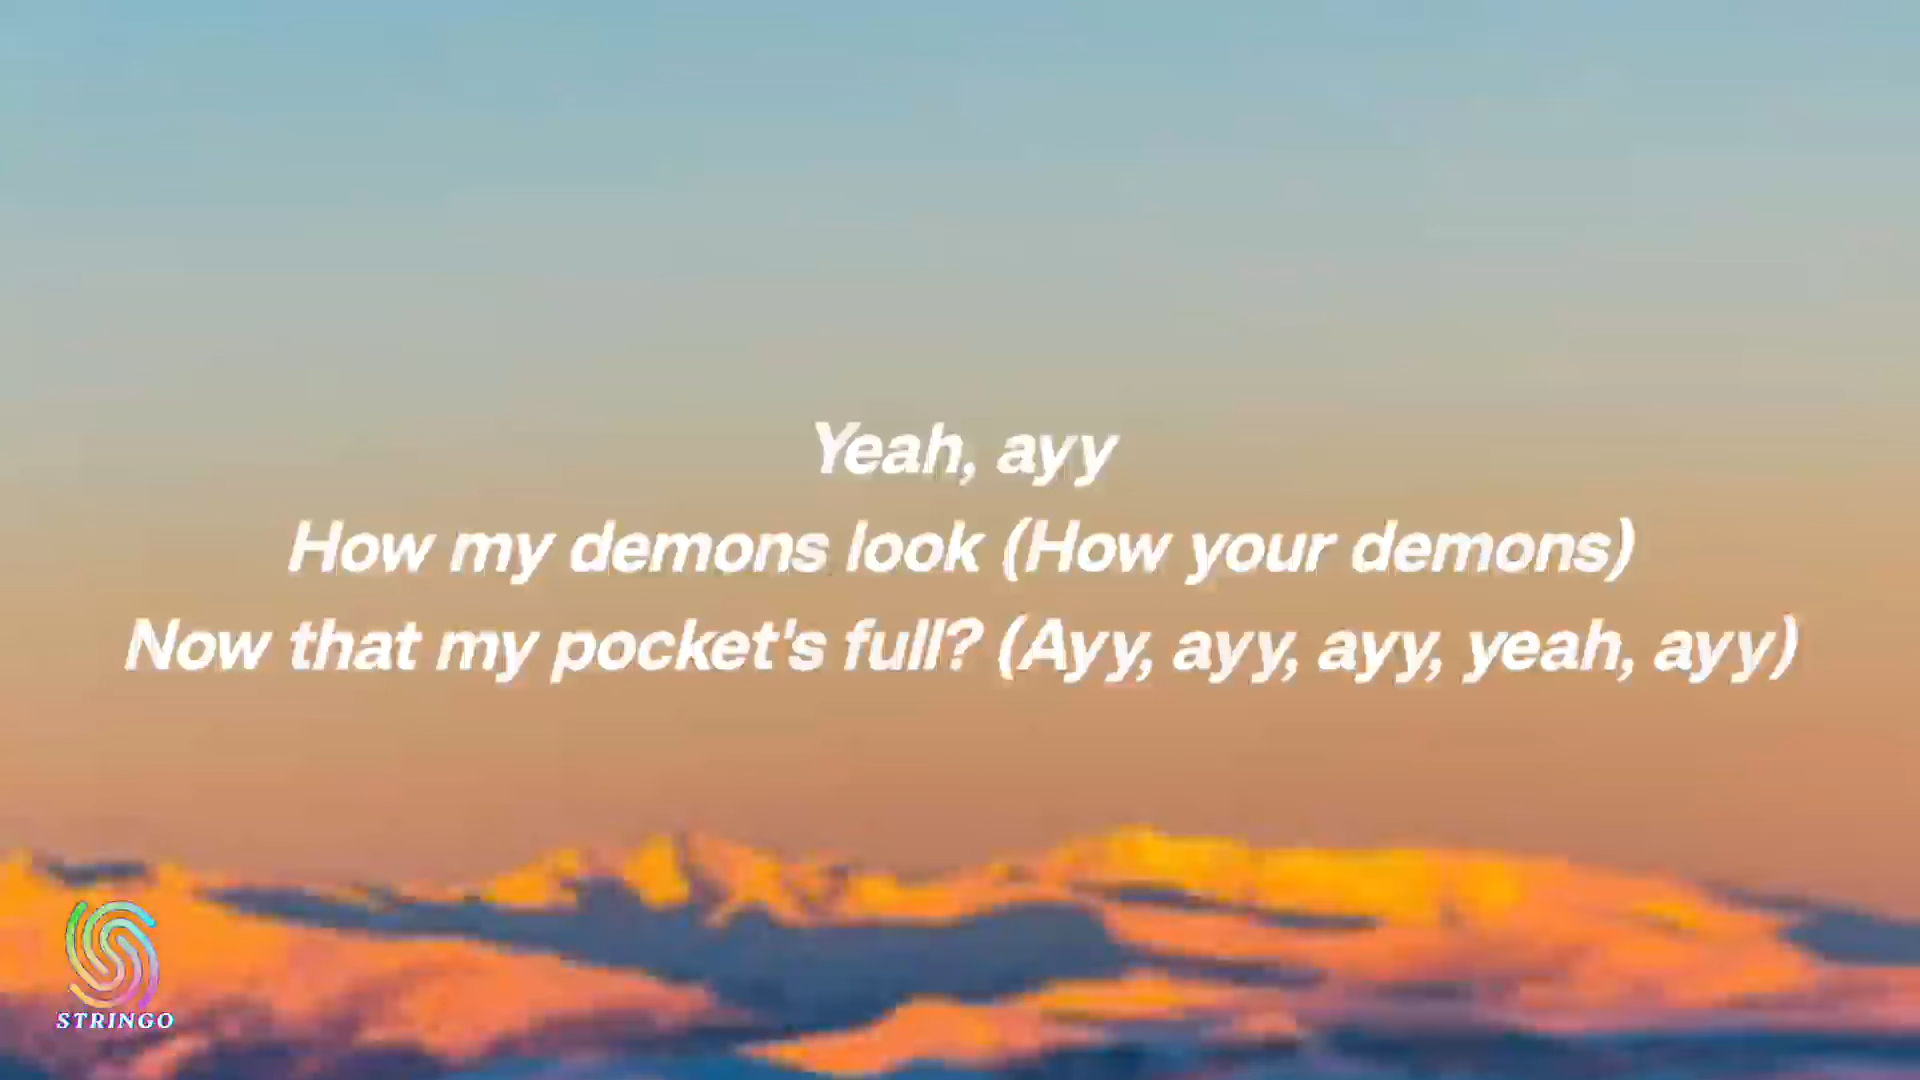 Yeah, ayy
How my demons look (How your demons)
Now that my pocket's full? (Ayy, ayy, ayy, yeah, ayy)
STRINGO